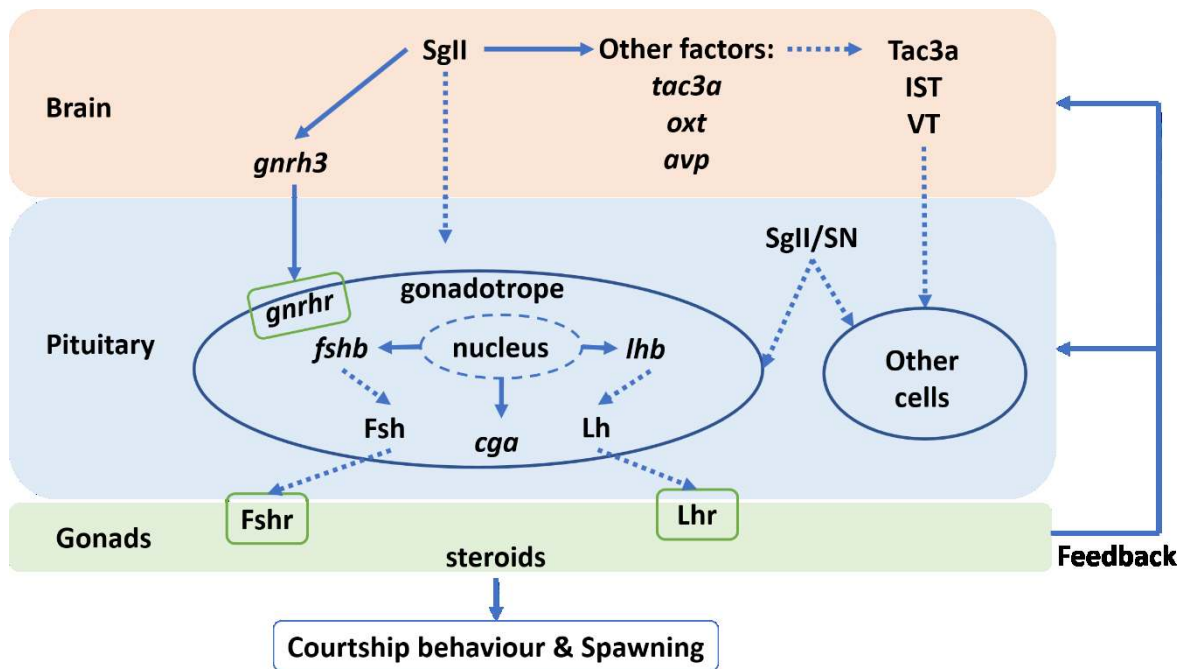 SgII
Other factors:
tac3a
oxt
avp
Tac3a
IST
VT
Brain
gnrh3
SgII/SN
gnrhr
gonadotrope
Pituitary
fshb
nucleus
lhb
Other
cells
Fsh
cga
Lh
Fshr
Lhr
Gonads
steroids
Feedback
Courtship behaviour & Spawning